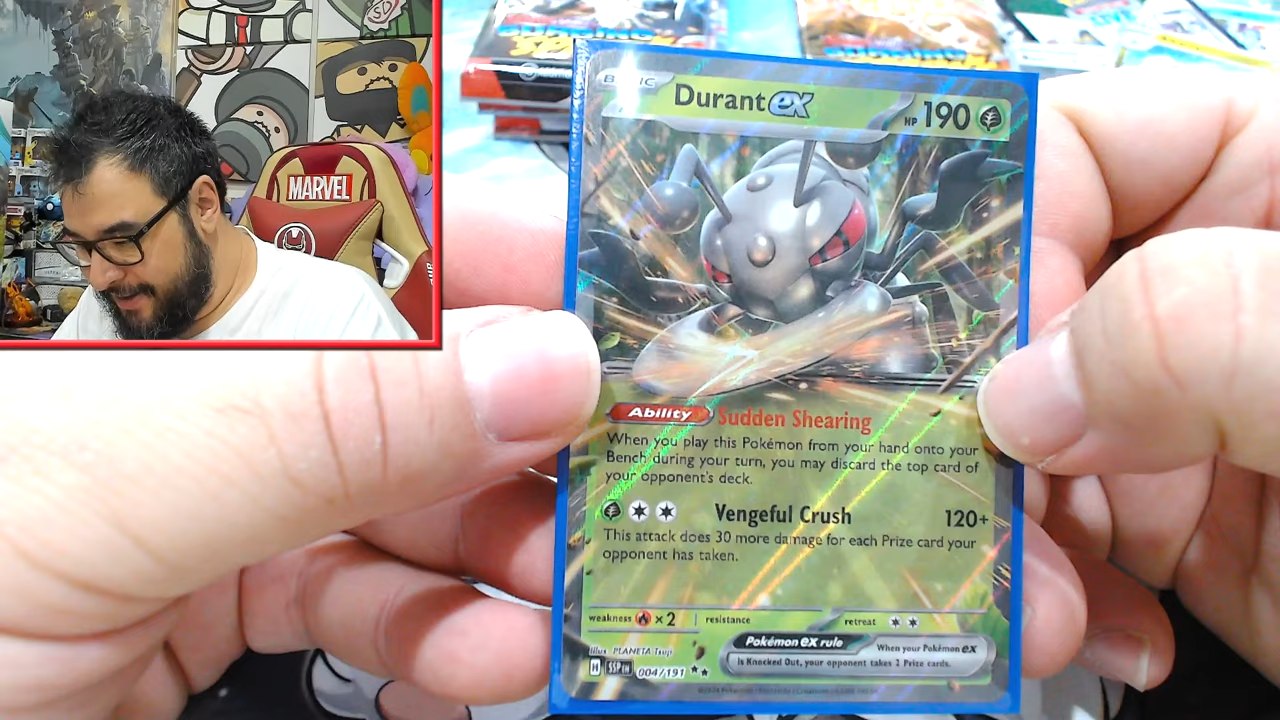 MARVEL
BASIC
Durant ex
HP 190
Ability Sudden Shearing
When you play this Pokémon from your hand onto your
Bench during your turn, you may discard the top card of
your opponent's deck.
Vengeful Crush 120+
This attack does 30 more damage for each Prize card your
opponent has taken.
weakness ×2 resistance retreat
Illus. PLANETA Tsuji
Pokémon ex rule When your Pokémon ex
is Knocked Out, your opponent takes 2 Prize cards.
H SSP EN 004/191